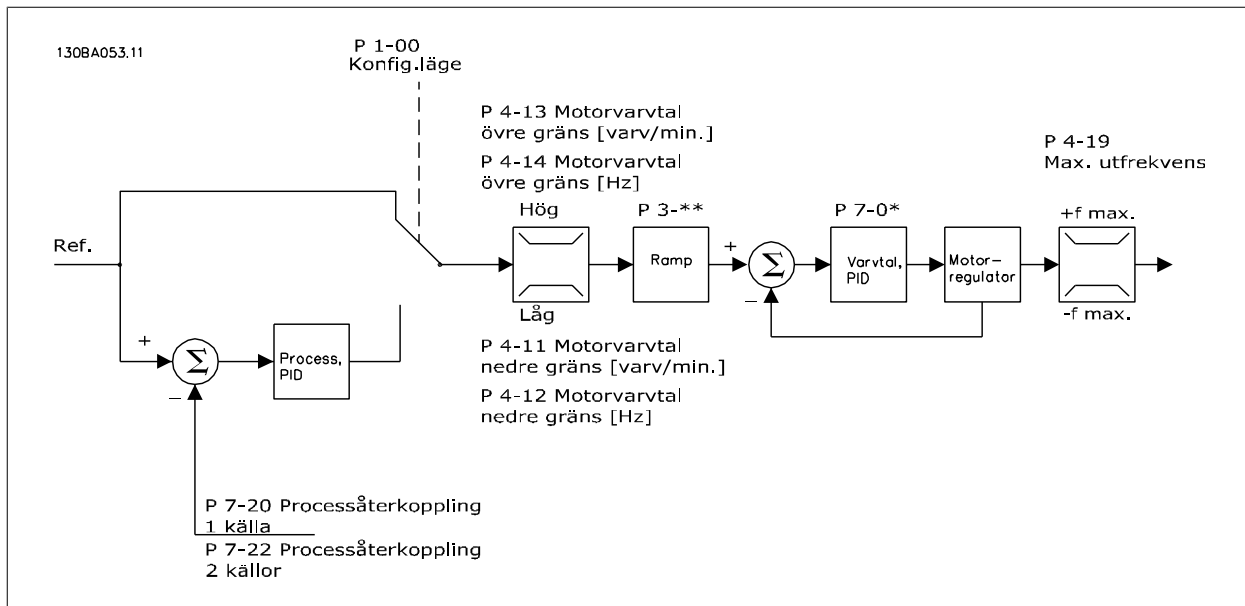 130BA053.11
P 1-00
Konfig.läge
P 4-13 Motorvarvtal
övre gräns [varv/min.]
P 4-14 Motorvarvtal
övre gräns [Hz]
P 4-19
Max. utfrekvens
Hög
P 3-**
P 7-0*
+f max.
Ref.
Ramp
+
Σ
_
Varvtal,
PID
Motor-
regulator
Låg
-f max.
+
Σ
_
Process,
PID
P 4-11 Motorvarvtal
nedre gräns [varv/min.]
P 4-12 Motorvarvtal
nedre gräns [Hz]
P 7-20 Processåterkoppling
1 källa
P 7-22 Processåterkoppling
2 källor